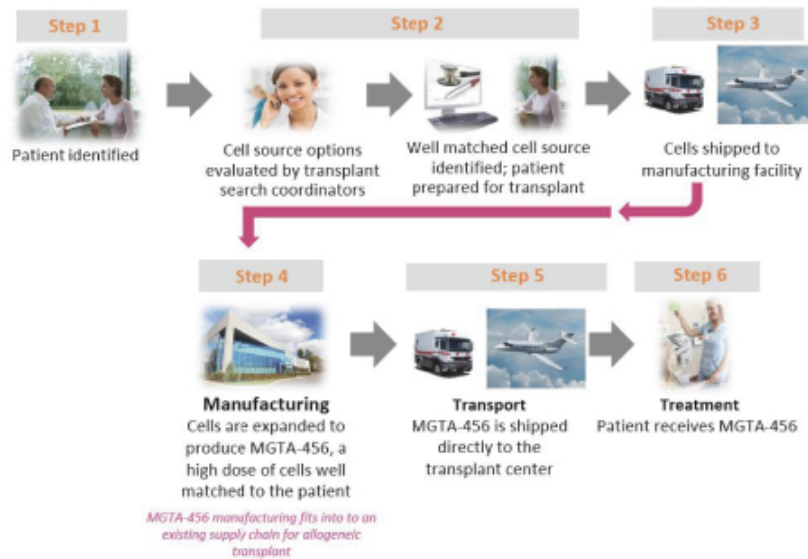 Step 1
Step 2
Step 3
Patient identified
Cell source options
evaluated by transplant
search coordinators
Well matched cell source
identified; patient
prepared for transplant
Cells shipped to
manufacturing facility
Step 4
Step 5
Step 6
Manufacturing
Cells are expanded to
produce MGTA-456, a
high dose of cells well
matched to the patient
MGTA-456 manufacturing fits into to an
existing supply chain for allogeneic
transplant
Transport
MGTA-456 is shipped
directly to the
transplant center
Treatment
Patient receives MGTA-456